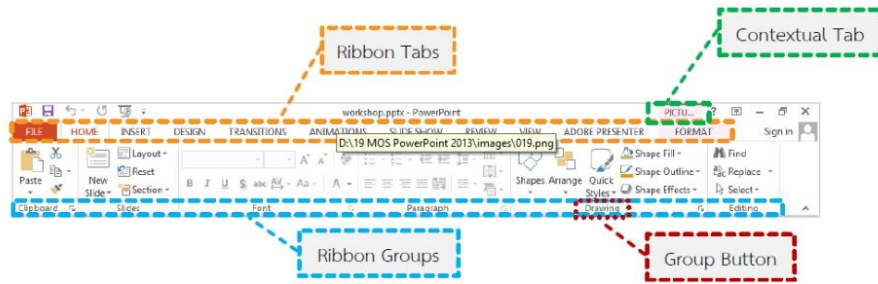 Contextual Tab
Ribbon Tabs
workshop.pptx - PowerPoint
PICTU...
?
FILE HOME INSERT DESIGN TRANSITIONS ANIMATIONS SLIDE SHOW REVIEW VIEW ADOBE PRESENTER FORMAT Sign in
D:\19 MOS PowerPoint 2013\images\019.png
Layout
Reset
Section
Paste
New
Slide
B I U S abc AV Aa A
Shapes Arrange Quick
Styles
Shape Fill
Shape Outline
Shape Effects
Find
Replace
Select
Clipboard Slides Font Paragraph Drawing Editing
Ribbon Groups
Group Button